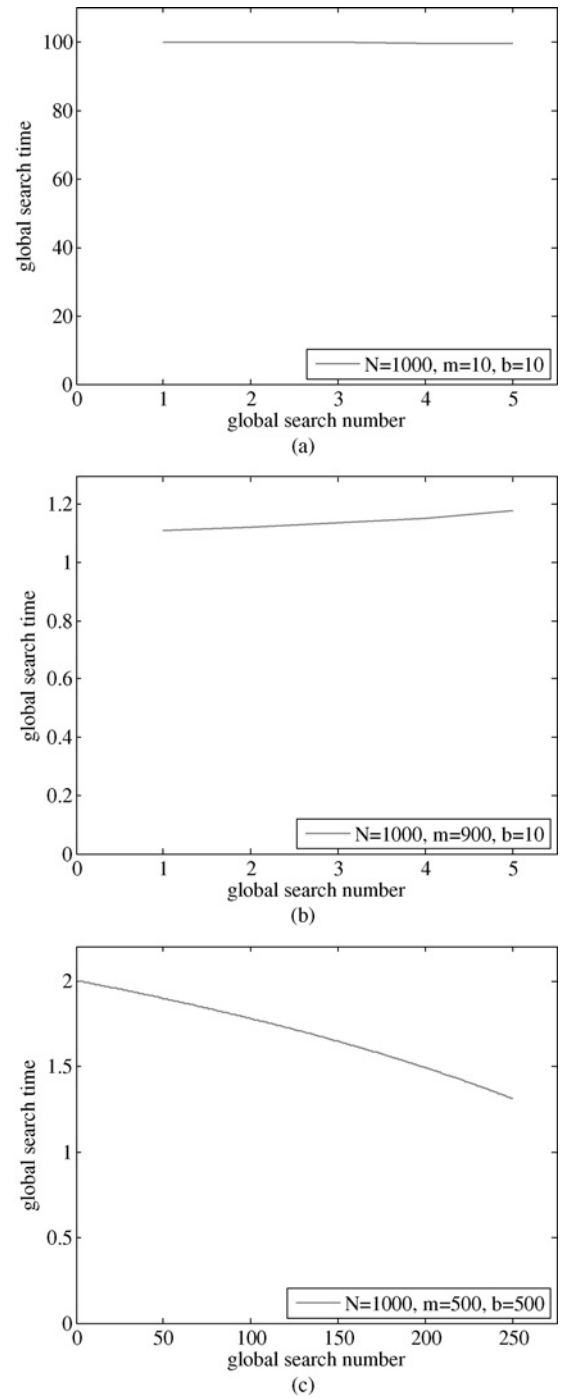 100
80
60
40
20
0
global search time
N=1000, m=10, b=10
0 1 2 3 4 5
global search number
(a)
1.2
1
0.8
0.6
0.4
0.2
0
global search time
N=1000, m=900, b=10
0 1 2 3 4 5
global search number
(b)
2
1.5
1
0.5
0
global search time
N=1000, m=500, b=500
0 50 100 150 200 250
global search number
(c)